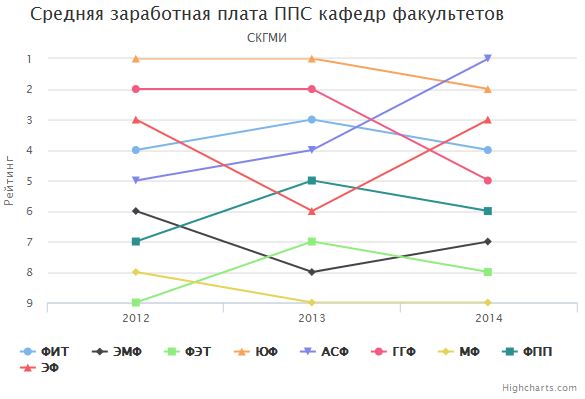 Средняя заработная плата ППС кафедр факультетов
СКГМИ
Рейтинг
1
2
3
4
5
6
7
8
9
2012 2013 2014
ФИТ ЭМФ ФЭТ ЮФ АСФ ГГФ МФ ФПП
ЭФ
Highcharts.com